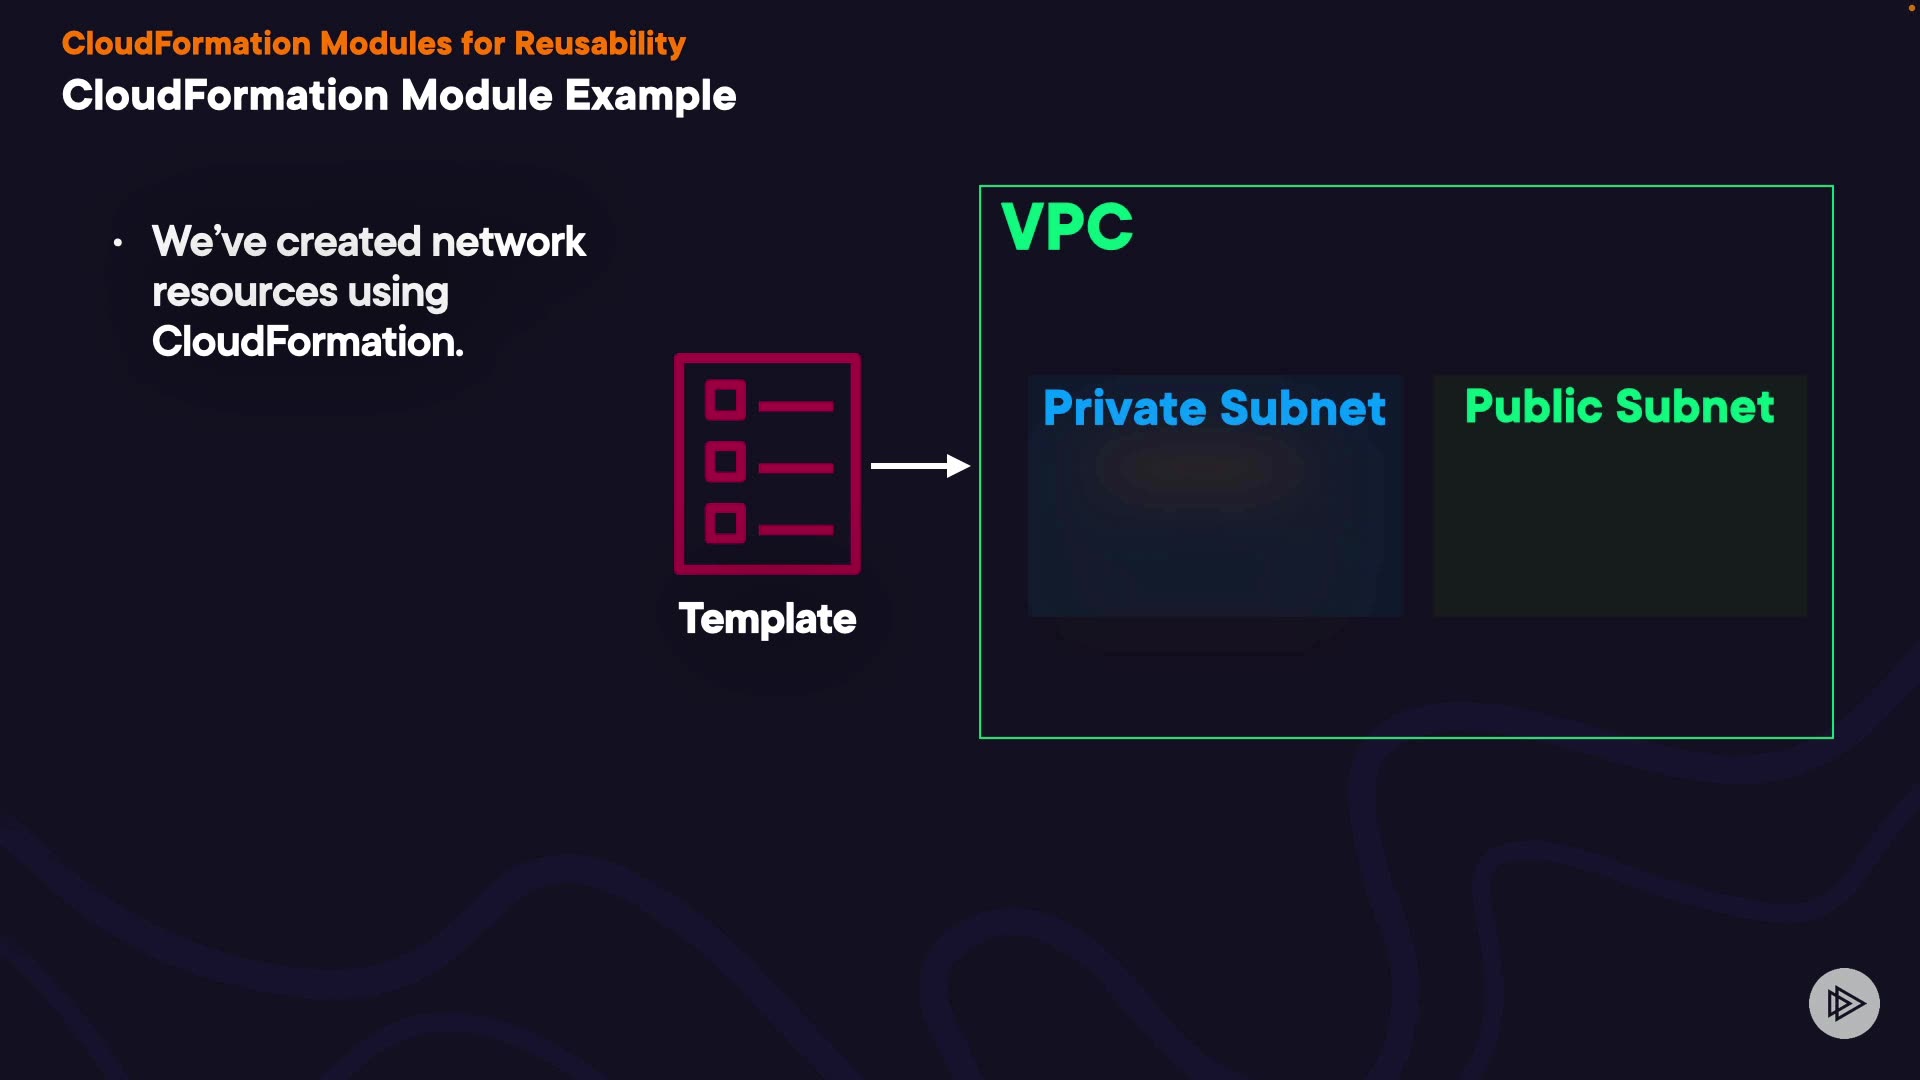 CloudFormation Modules for Reusability
CloudFormation Module Example
• We’ve created network
resources using
CloudFormation.
Template
VPC
Private Subnet
Public Subnet